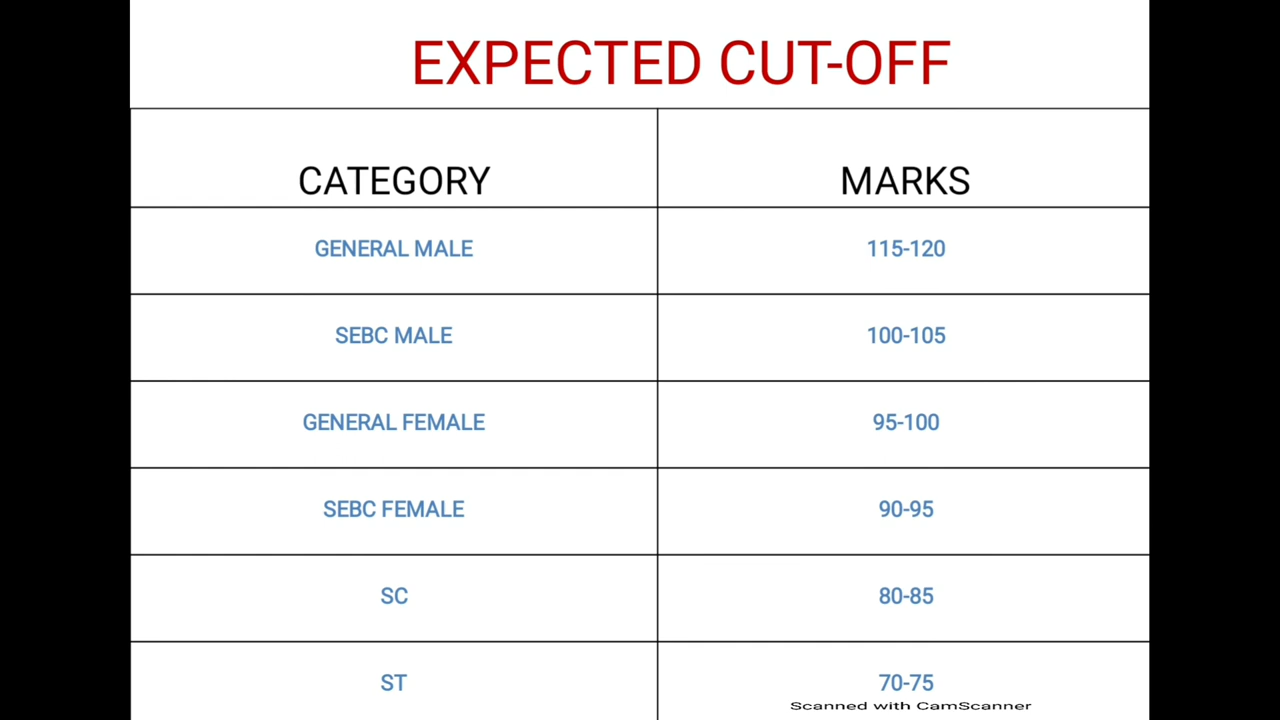 EXPECTED CUT-OFF
CATEGORY MARKS
GENERAL MALE 115-120
SEBC MALE 100-105
GENERAL FEMALE 95-100
SEBC FEMALE 90-95
SC 80-85
ST 70-75
Scanned with CamScanner